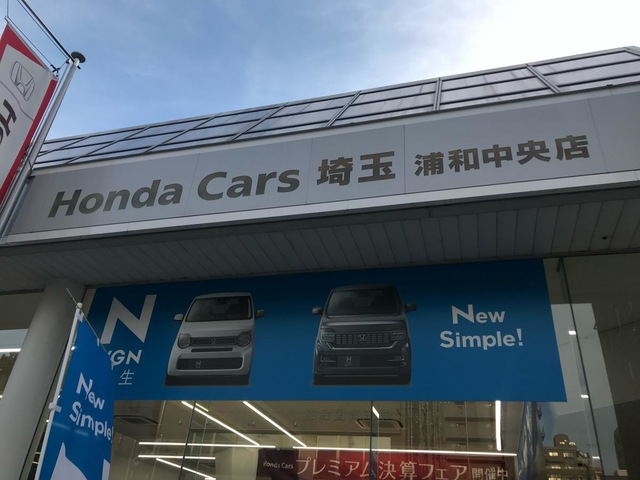 Honda Cars 埼玉 浦和中央店
N
New
Simple!
生
New
Simple!
Honda Cars プレミアム決算フェア 開催中